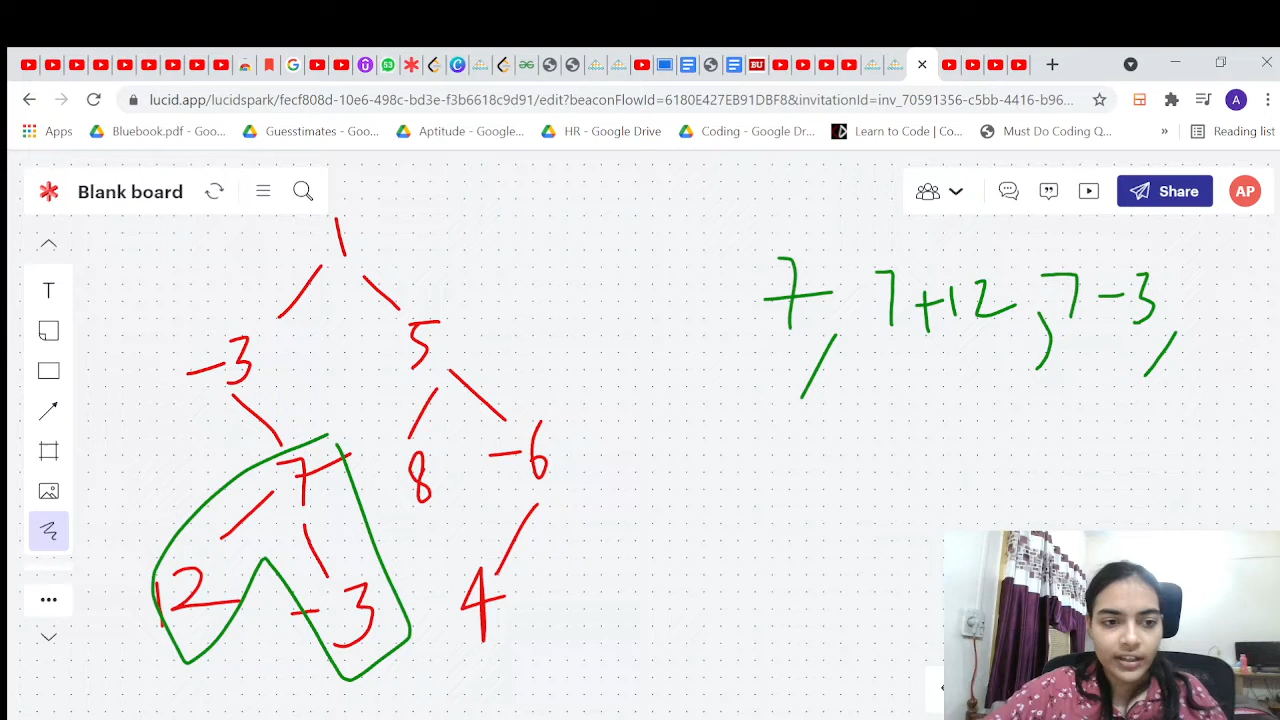 lucid.app/lucidspark/fecf808d-10e6-498c-bd3e-f3b6618c9d91/edit?beaconFlowId=6180E427EB91DBF8&invitationId=inv_70591356-c5bb-4416-b96...
A
Apps Bluebook.pdf - Goo... Guesstimates - Goo... Aptitude - Google... HR - Google Drive Coding - Google Dr... Learn to Code | Co... Must Do Coding Q... » Reading list
Blank board
Share AP
T
1
-3 5
7 8 -6
12 -3 4
7, 7+12, 7-3,